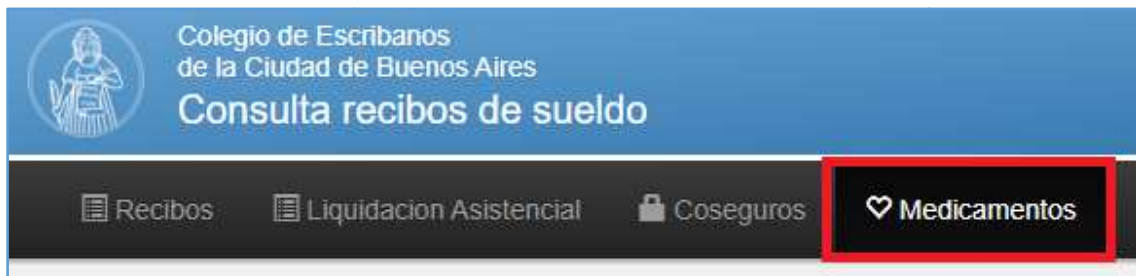 Colegio de Escribanos
de la Ciudad de Buenos Aires
Consulta recibos de sueldo
Recibos Liquidacion Asistencial Coseguros Medicamentos